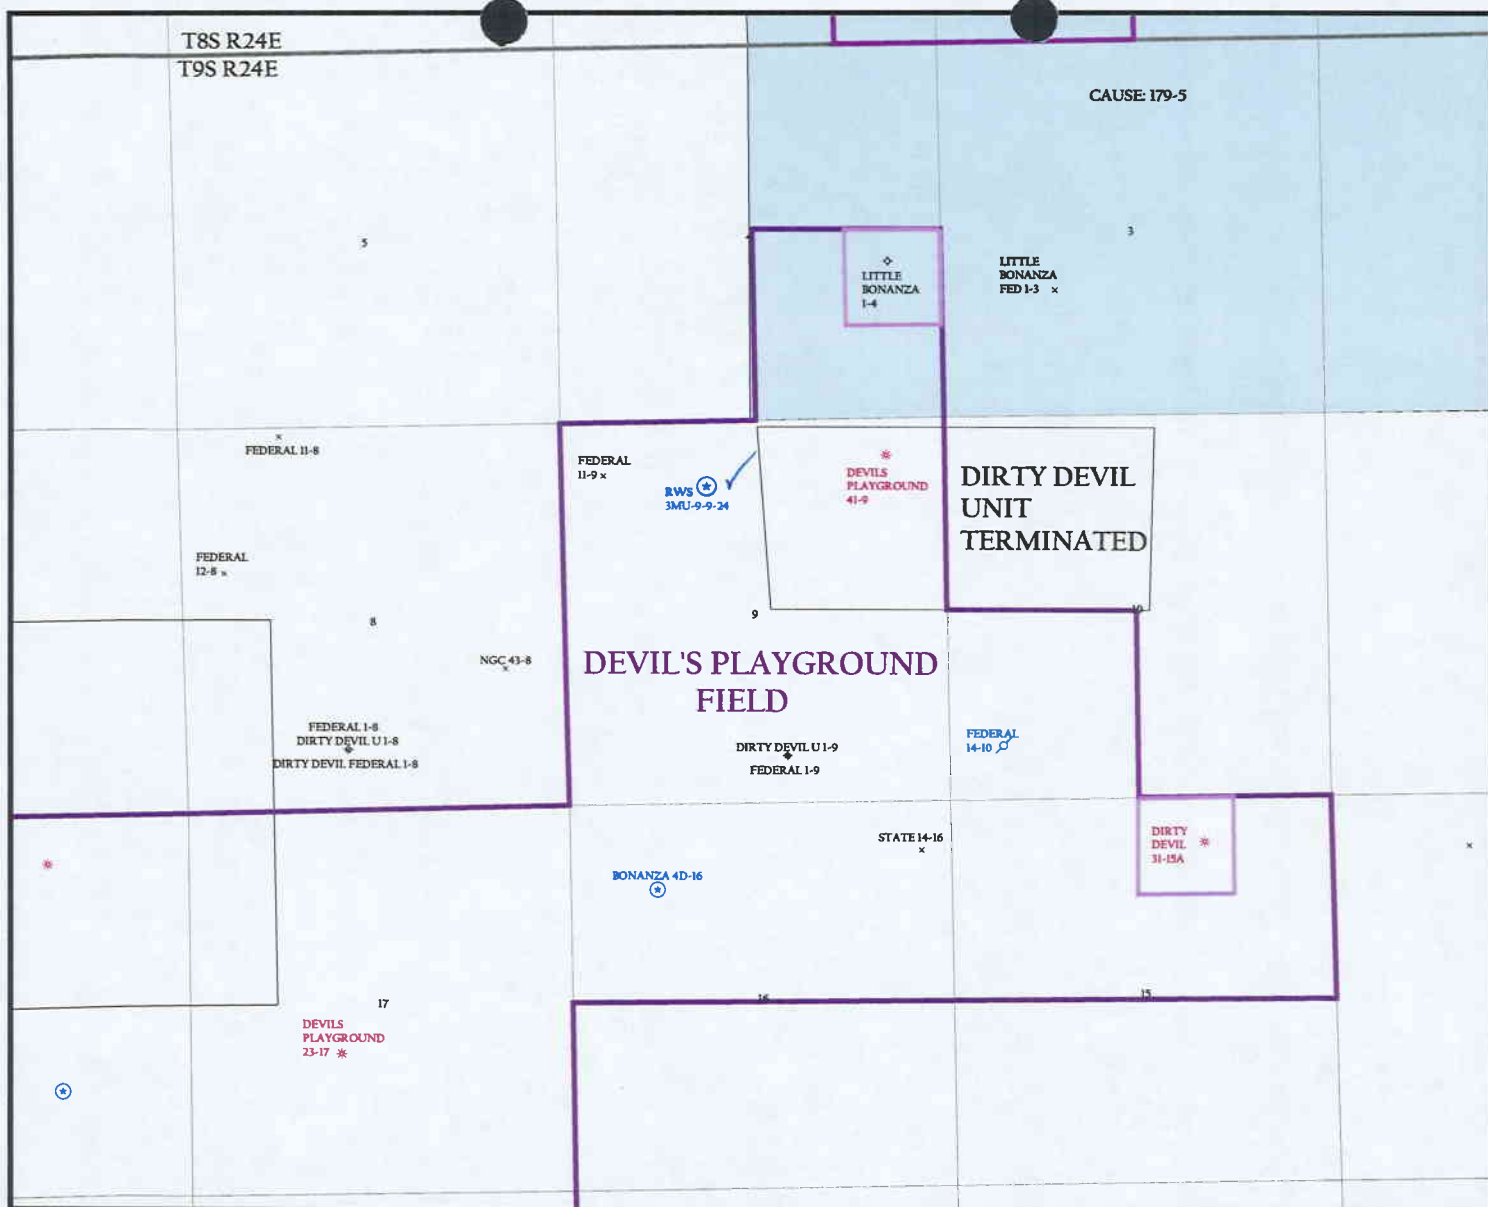 T8S R24E
T9S R24E
CAUSE: 179-5
5
3
LITTLE
BONANZA
1-4
LITTLE
BONANZA
FED 1-3
FEDERAL 11-8
FEDERAL
11-9
RWS
3MU-9-9-24
DEVILS
PLAYGROUND
41-9
DIRTY DEVIL
UNIT
TERMINATED
FEDERAL
12-8
8
9
10
NGC 43-8
DEVIL'S PLAYGROUND
FIELD
FEDERAL 1-8
DIRTY DEVIL U 1-8
DIRTY DEVIL FEDERAL 1-8
DIRTY DEVIL U 1-9
FEDERAL 1-9
FEDERAL
14-10
STATE 14-16
DIRTY
DEVIL
31-15A
BONANZA 4D-16
17
16
15
DEVILS
PLAYGROUND
23-17